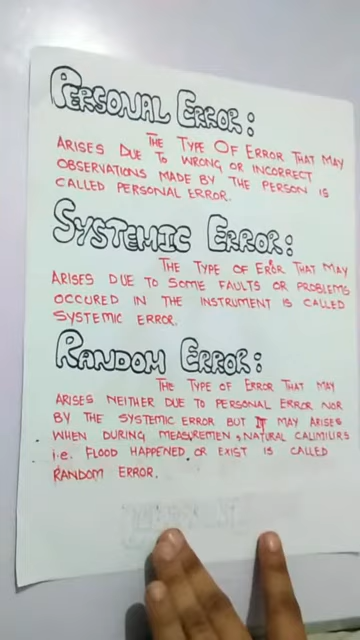 PERSONAL ERROR:
THE TYPE OF ERROR THAT MAY
ARISES DUE TO WRONG OR INCORRECT
OBSERVATIONS MADE BY THE PERSON IS
CALLED PERSONAL ERROR.
SYSTEMIC ERROR:
THE TYPE OF EROR THAT MAY
ARISES DUE TO SOME FAULTS OR PROBLEMS
OCCURED IN THE INSTRUMENT IS CALLED
SYSTEMIC ERROR.
RANDOM ERROR:
THE TYPE OF ERROR THAT MAY
ARISES NEITHER DUE TO PERSONAL ERROR NOR
BY THE SYSTEMIC ERROR BUT IT MAY ARISES
WHEN DURING MEASUREMEN, NATURAL
i.e. FLOOD HAPPENED OR EXIST IS CALLED
RANDOM ERROR.